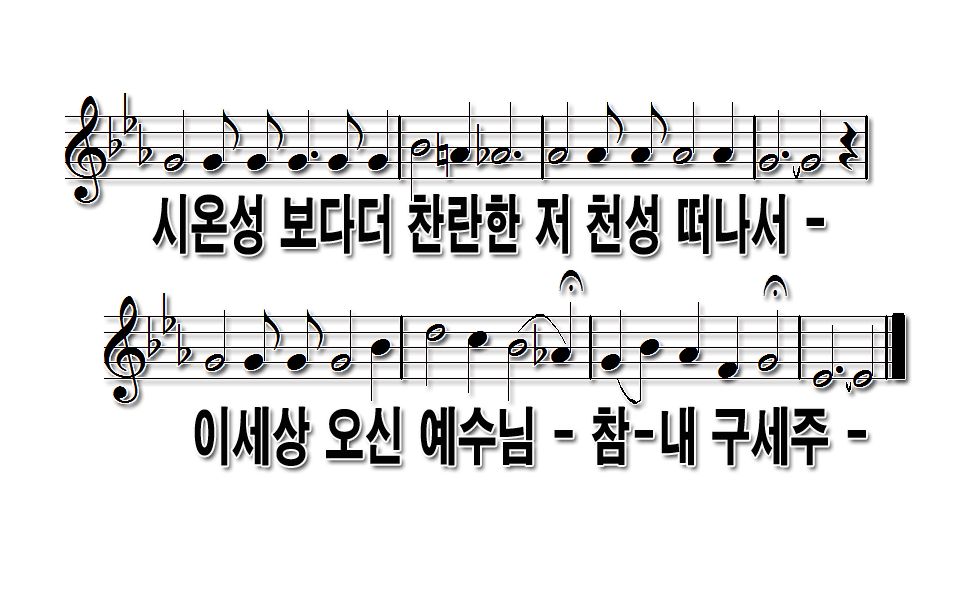 시온성 보다더 찬란한 저 천성 떠나서 -
이세상 오신 예수님 - 참-내 구세주 -